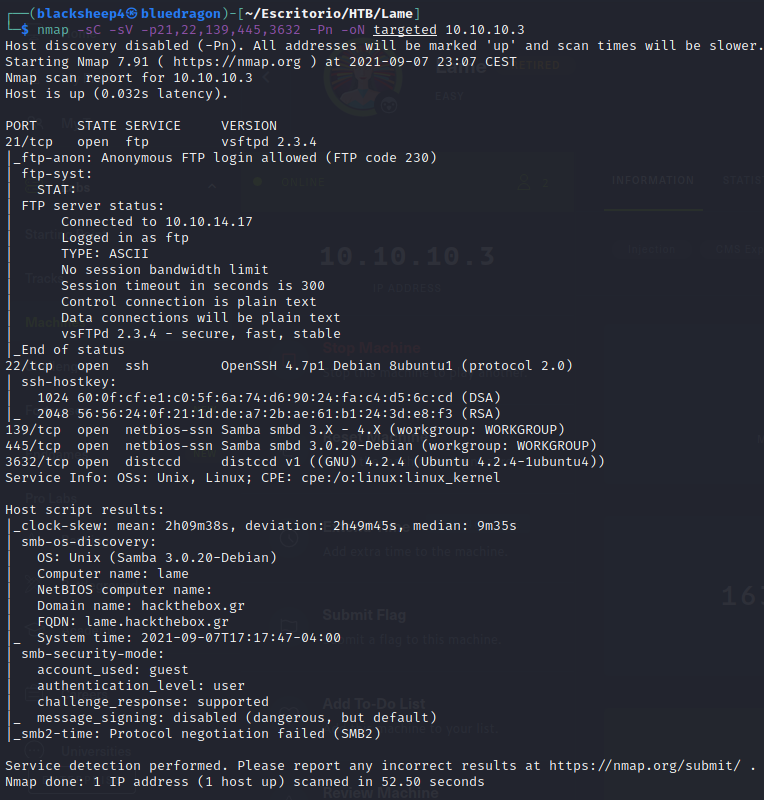 ┌──(blacksheep4㉿bluedragon)-[~/Escritorio/HTB/Lame]
└─$ nmap -sC -sV -p21,22,139,445,3632 -Pn -oN targeted 10.10.10.3
Host discovery disabled (-Pn). All addresses will be marked 'up' and scan times will be slower.
Starting Nmap 7.91 ( https://nmap.org ) at 2021-09-07 23:07 CEST
Nmap scan report for 10.10.10.3
Host is up (0.032s latency).

PORT     STATE SERVICE     VERSION
21/tcp   open  ftp         vsftpd 2.3.4
|_ftp-anon: Anonymous FTP login allowed (FTP code 230)
| ftp-syst:
|   STAT:
| FTP server status:
|      Connected to 10.10.14.17
|      Logged in as ftp
|      TYPE: ASCII
|      No session bandwidth limit
|      Session timeout in seconds is 300
|      Control connection is plain text
|      Data connections will be plain text
|      vsFTPd 2.3.4 - secure, fast, stable
|_End of status
22/tcp   open  ssh         OpenSSH 4.7p1 Debian 8ubuntu1 (protocol 2.0)
| ssh-hostkey:
|   1024 60:0f:cf:e1:c0:5f:6a:74:d6:90:24:fa:c4:d5:6c:cd (DSA)
|_  2048 56:56:24:0f:21:1d:de:a7:2b:ae:61:b1:24:3d:e8:f3 (RSA)
139/tcp  open  netbios-ssn Samba smbd 3.X - 4.X (workgroup: WORKGROUP)
445/tcp  open  netbios-ssn Samba smbd 3.0.20-Debian (workgroup: WORKGROUP)
3632/tcp open  distccd     distccd v1 ((GNU) 4.2.4 (Ubuntu 4.2.4-1ubuntu4))
Service Info: OSs: Unix, Linux; CPE: cpe:/o:linux:linux_kernel

Host script results:
|_clock-skew: mean: 2h09m38s, deviation: 2h49m45s, median: 9m35s
| smb-os-discovery:
|   OS: Unix (Samba 3.0.20-Debian)
|   Computer name: lame
|   NetBIOS computer name:
|   Domain name: hackthebox.gr
|   FQDN: lame.hackthebox.gr
|_  System time: 2021-09-07T17:17:47-04:00
| smb-security-mode:
|   account_used: guest
|   authentication_level: user
|   challenge_response: supported
|_  message_signing: disabled (dangerous, but default)
|_smb2-time: Protocol negotiation failed (SMB2)

Service detection performed. Please report any incorrect results at https://nmap.org/submit/ .
Nmap done: 1 IP address (1 host up) scanned in 52.50 seconds
INFORMATION
10.10.10.3
Submit Flag
Add To-Do List
Review Machine